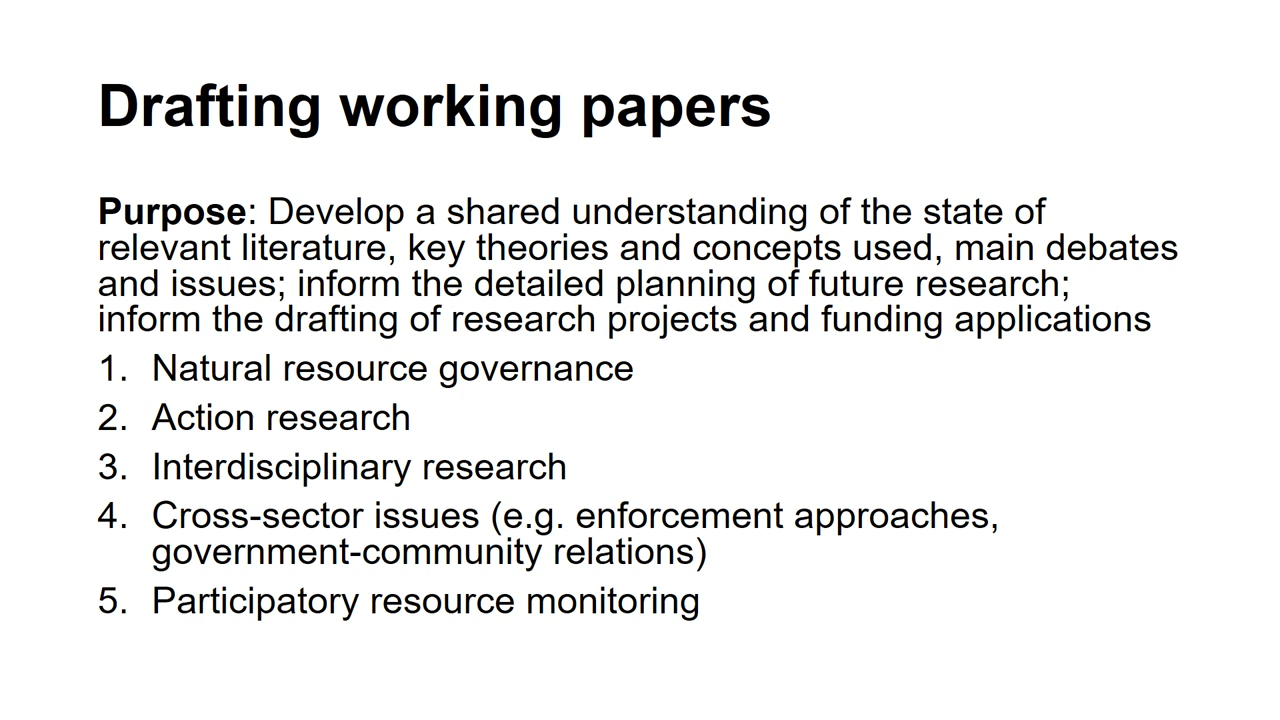 Drafting working papers
Purpose: Develop a shared understanding of the state of
relevant literature, key theories and concepts used, main debates
and issues; inform the detailed planning of future research;
inform the drafting of research projects and funding applications
1. Natural resource governance
2. Action research
3. Interdisciplinary research
4. Cross-sector issues (e.g. enforcement approaches,
government-community relations)
5. Participatory resource monitoring